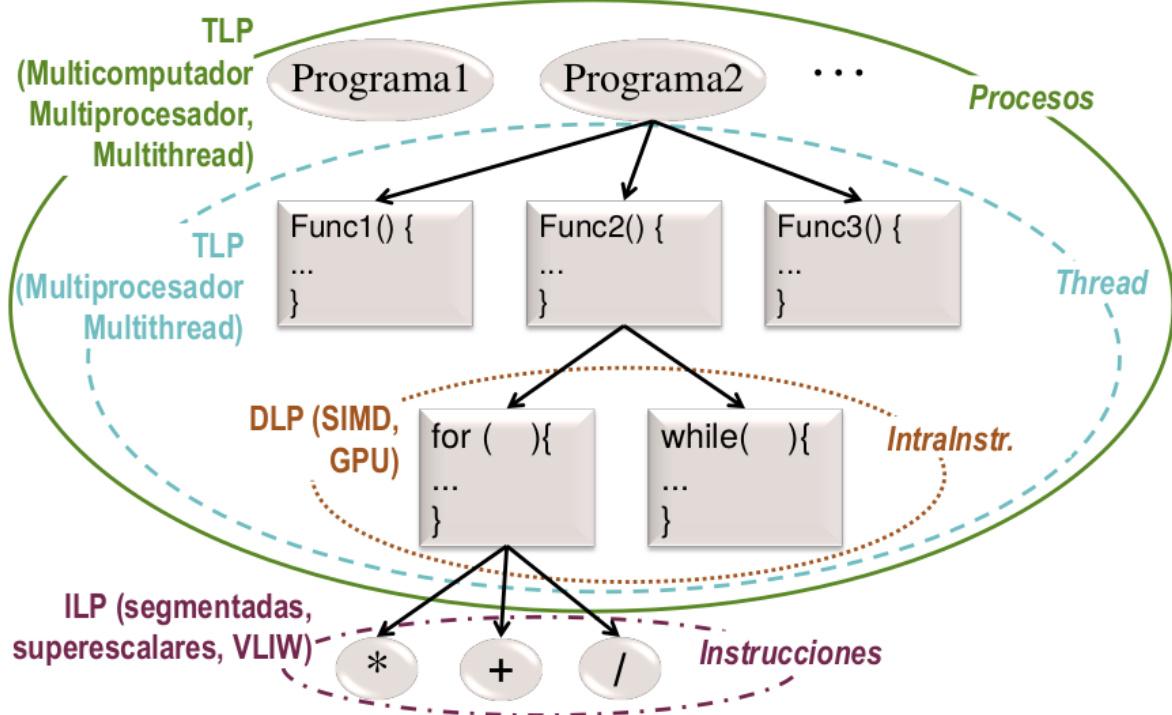 TLP
(Multicomputador
Multiprocesador,
Multithread)
Programa1
Programa2
...
Procesos
TLP
(Multiprocesador
Multithread)
Func1() {
...
}
Func2() {
...
}
Func3() {
...
}
Thread
DLP (SIMD,
GPU)
for (   ){
...
}
while(   ){
...
}
IntraInstr.
ILP (segmentadas,
superescalares, VLIW)
*
+
/
Instrucciones